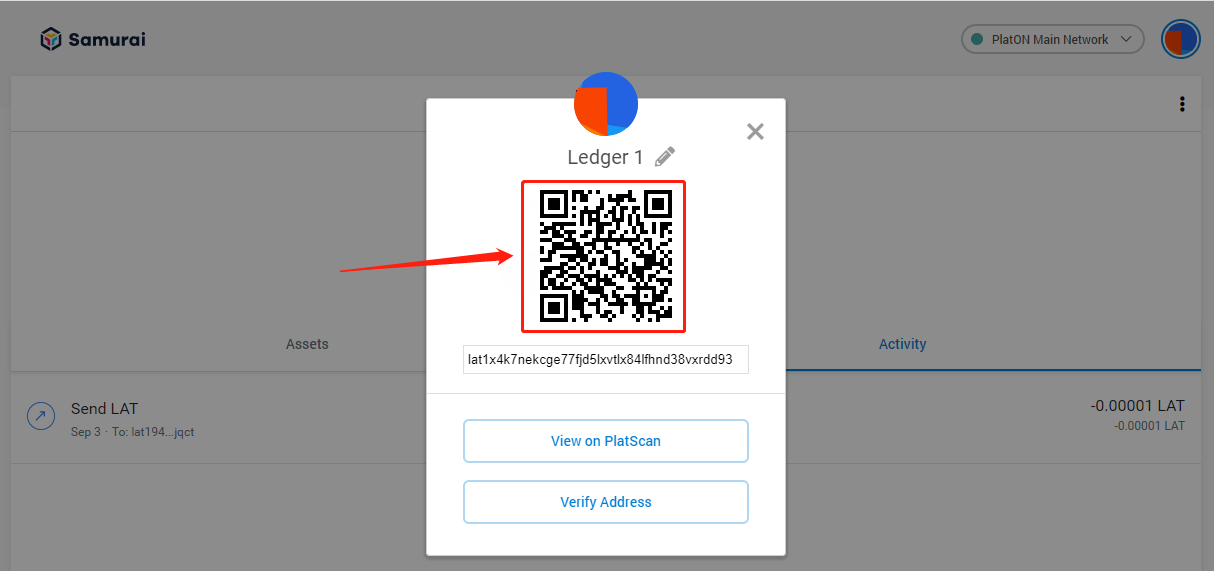 Samurai
PlatON Main Network
Ledger 1
Assets
Activity
lat1x4k7nekcge77fjd5lxvtlx84lfhnd38vxrdd93
Send LAT
-0.00001 LAT
Sep 3 · To: lat194...jqct
-0.00001 LAT
View on PlatScan
Verify Address